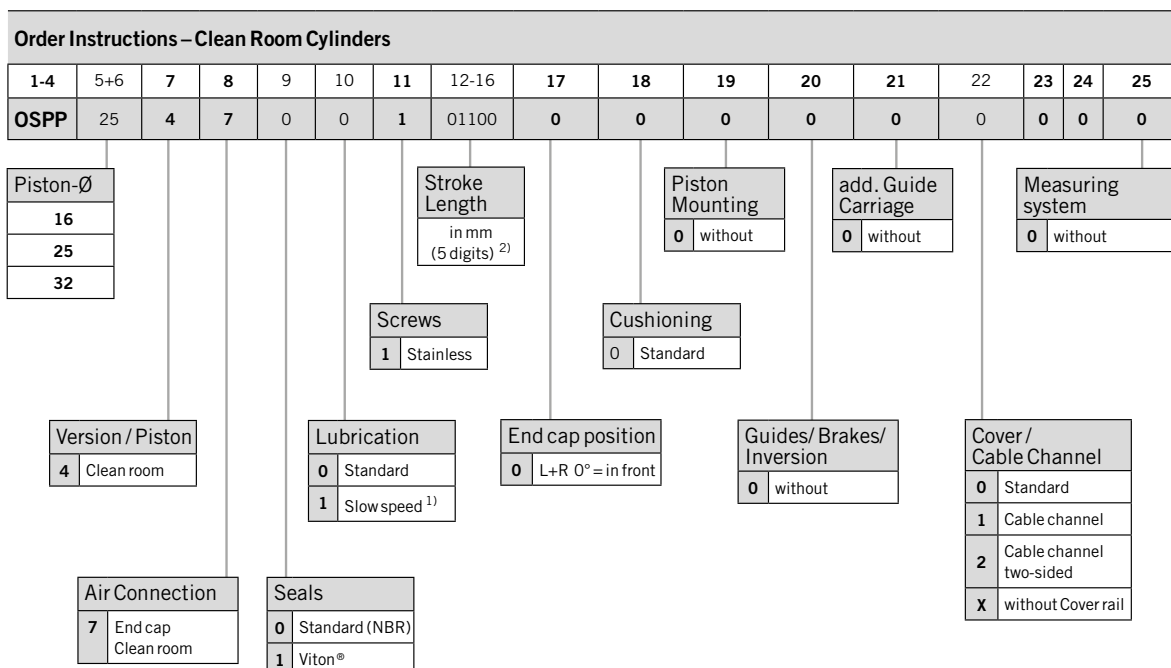 Order Instructions – Clean Room Cylinders
1-4 5+6 7 8 9 10 11 12-16 17 18 19 20 21 22 23 24 25
OSPP 25 4 7 0 0 1 01100 0 0 0 0 0 0 0 0 0
Piston-Ø
16
25
32
Stroke
Length
in mm
(5 digits) 2)
Piston
Mounting
0 without
add. Guide
Carriage
0 without
Measuring
system
0 without
Screws
1 Stainless
Cushioning
0 Standard
Version / Piston
4 Clean room
Lubrication
0 Standard
1 Slow speed 1)
End cap position
0 L+R 0° = in front
Guides/ Brakes/
Inversion
0 without
Cover /
Cable Channel
0 Standard
1 Cable channel
2 Cable channel
two-sided
X without Cover rail
Air Connection
7 End cap
Clean room
Seals
0 Standard (NBR)
1 Viton®